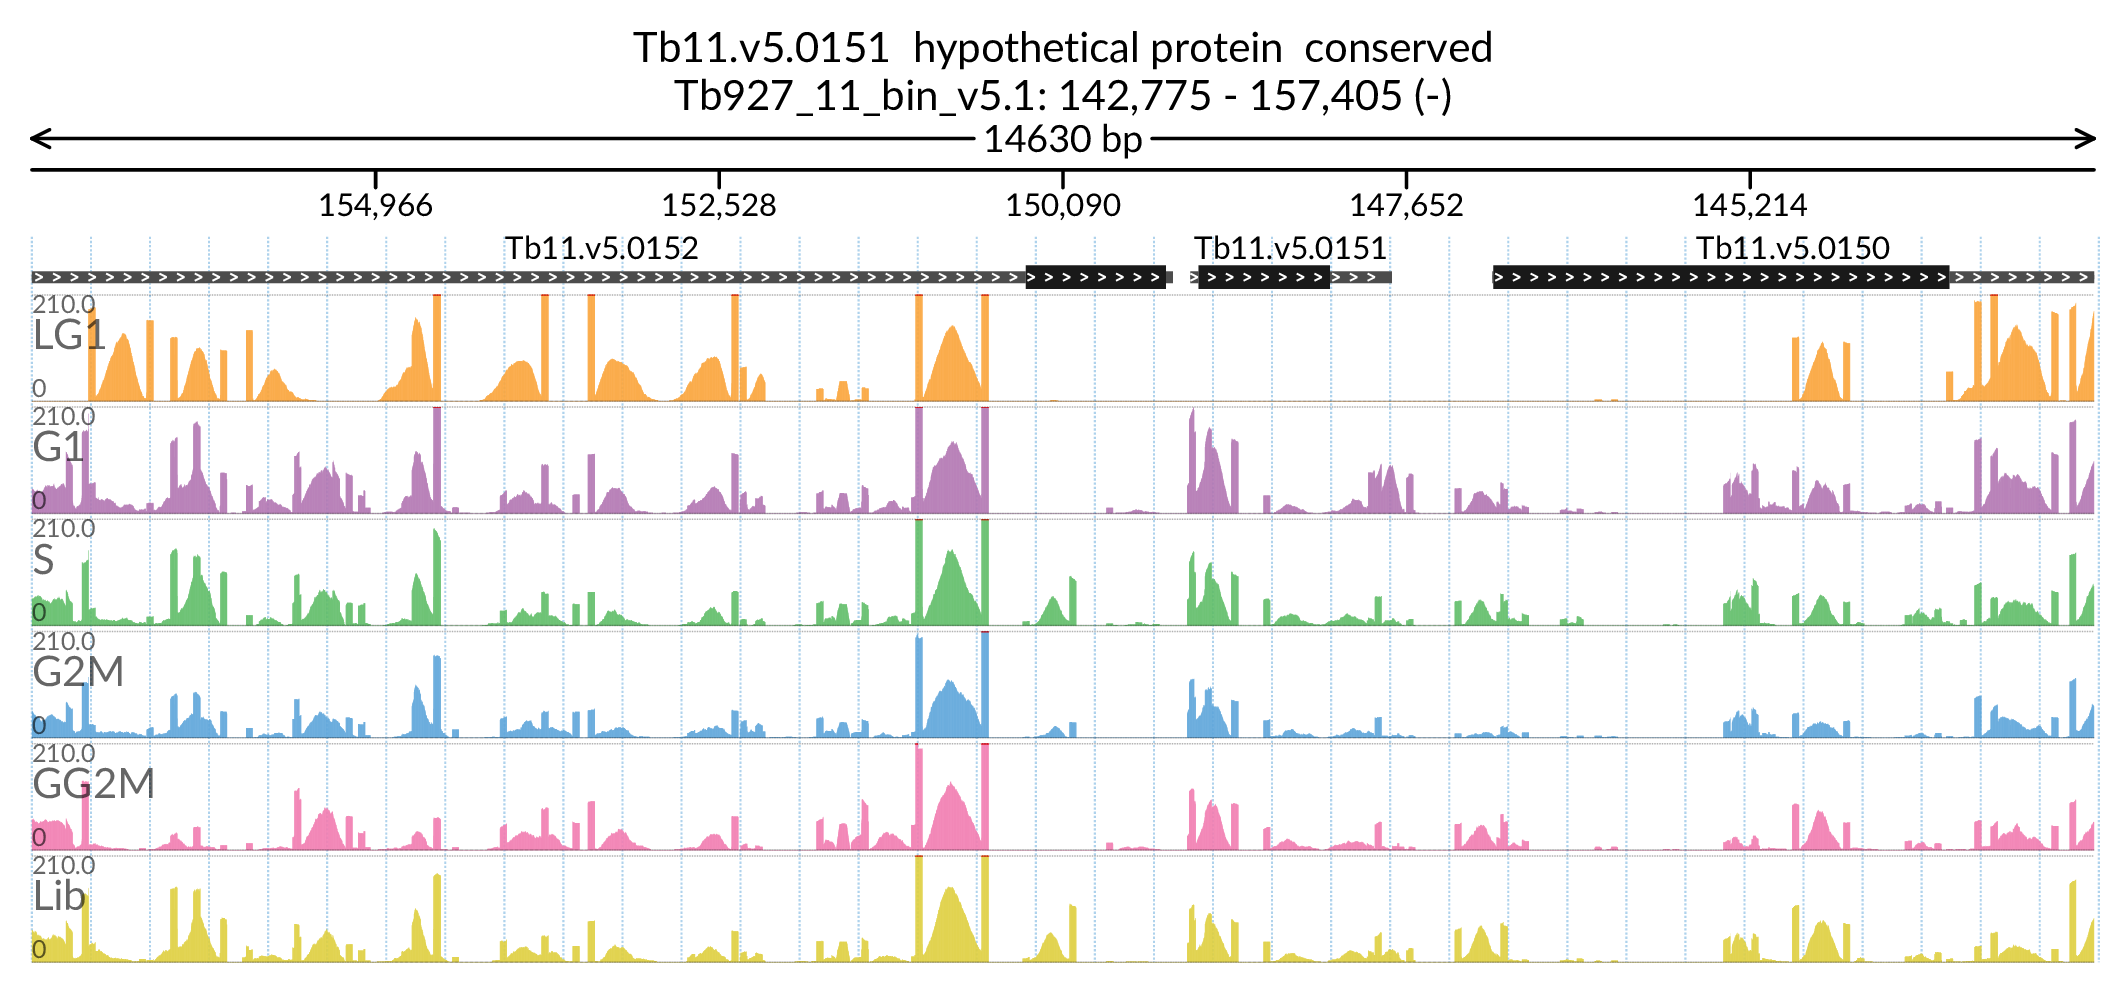 Tb11.v5.0151 hypothetical protein conserved
Tb927_11_bin_v5.1: 142,775 - 157,405 (-)
14630 bp
154,966 152,528 150,090 147,652 145,214
Tb11.v5.0152 Tb11.v5.0151 Tb11.v5.0150
210.0
LG1
0
210.0
G1
0
210.0
S
0
210.0
G2M
0
210.0
GG2M
0
210.0
Lib
0